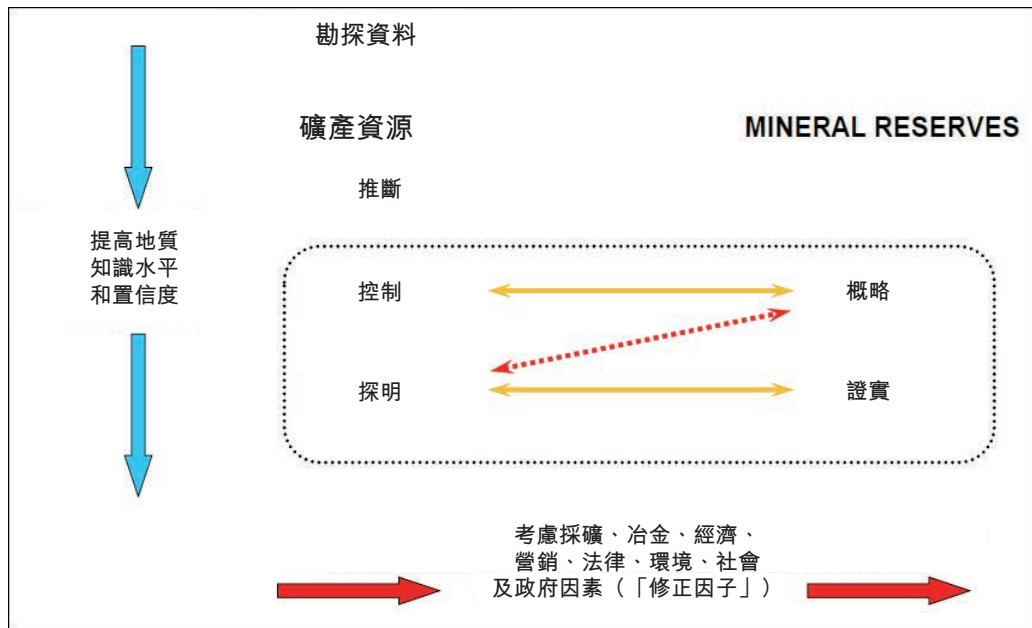 勘探資料
礦產資源
MINERAL RESERVES
推斷
提高地質
知識水平
和置信度
控制
概略
探明
證實
考慮採礦、冶金、經濟、
營銷、法律、環境、社會
及政府因素（「修正因子」）